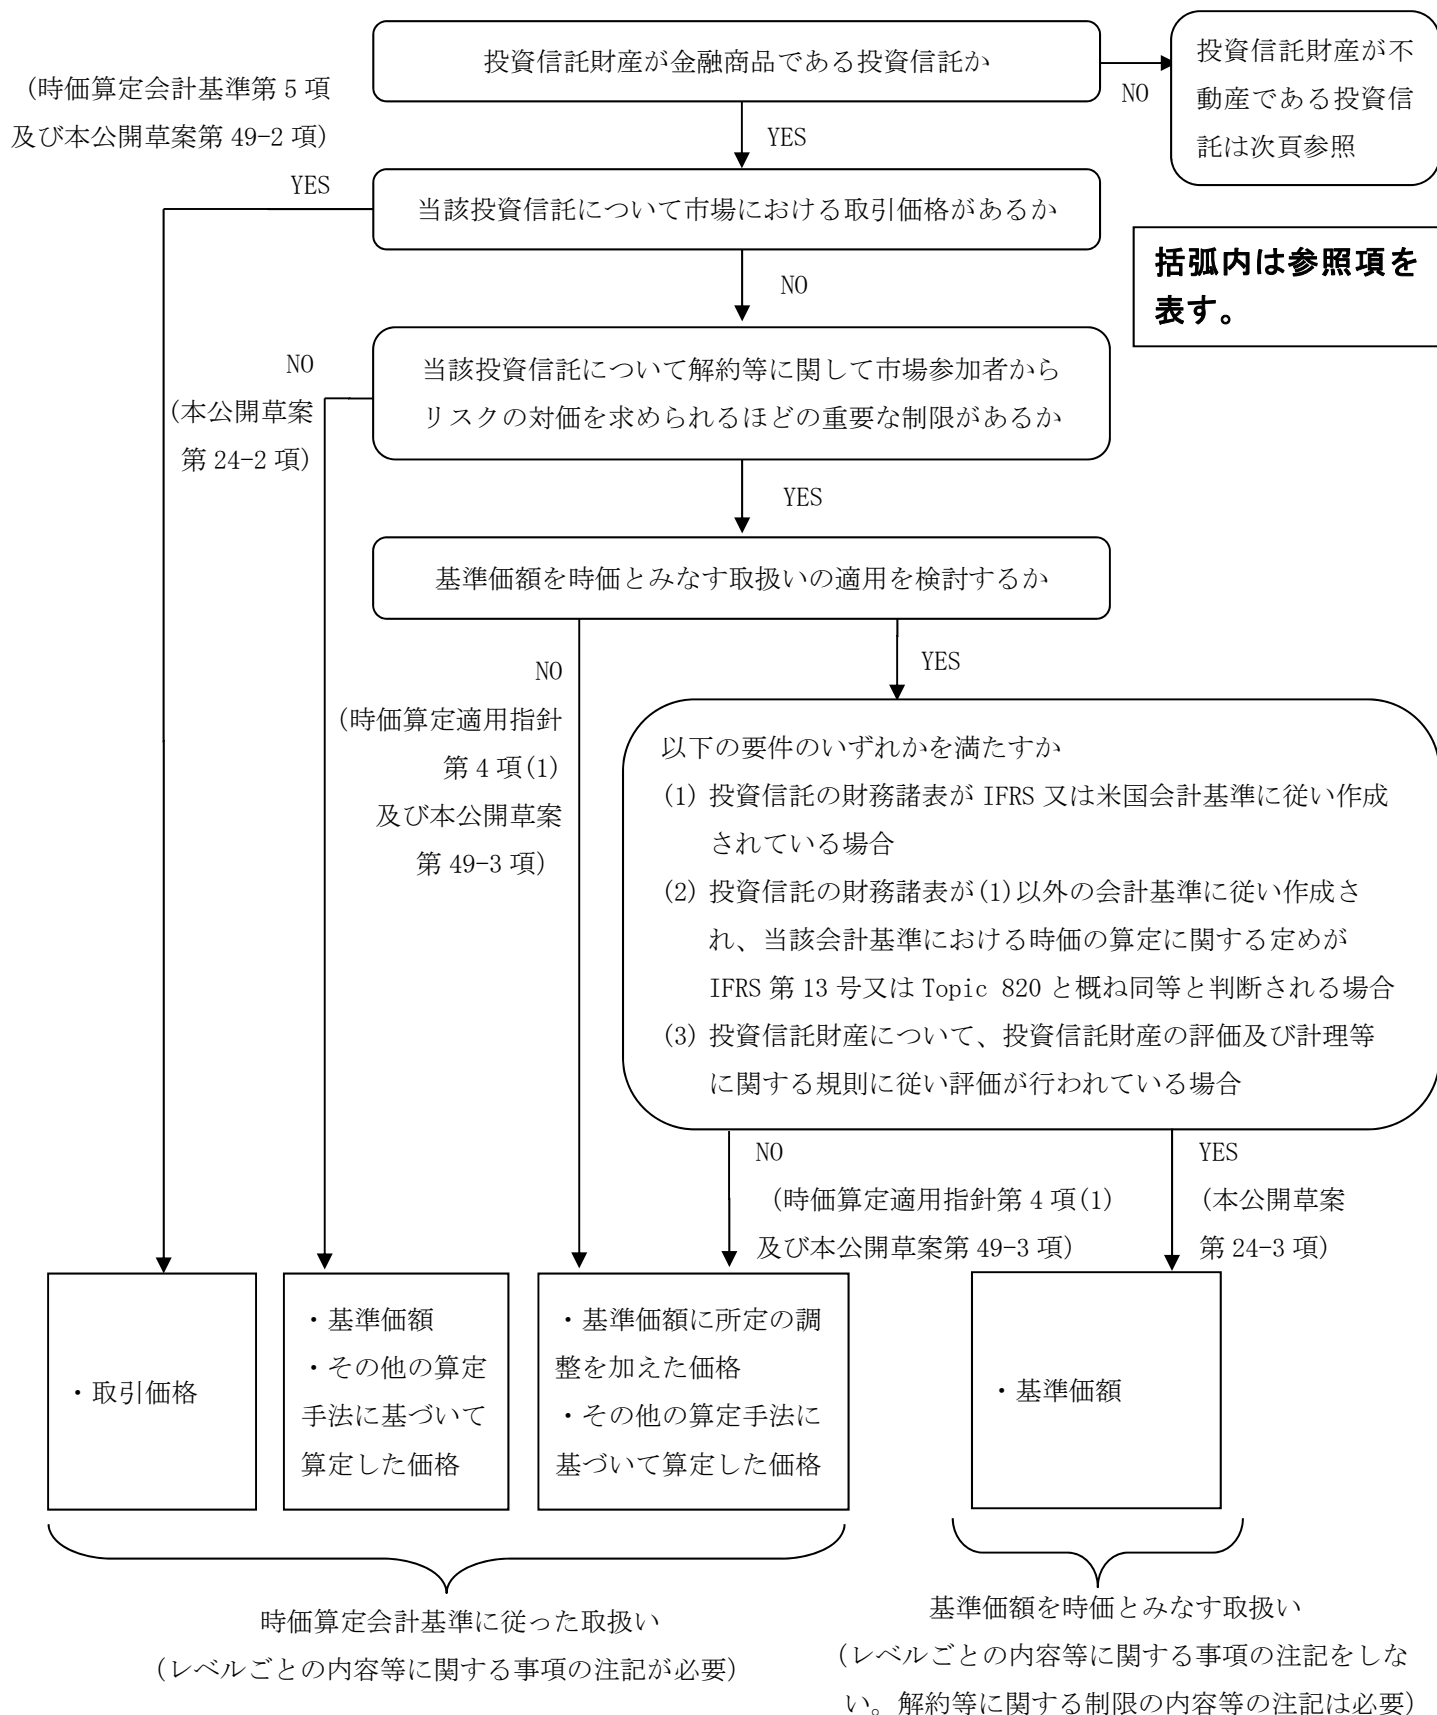 投資信託財産が金融商品である投資信託か
NO
投資信託財産が不
動産である投資信
託は次頁参照
(時価算定会計基準第 5 項
及び本公開草案第 49-2 項)
YES
YES
当該投資信託について市場における取引価格があるか
括弧内は参照項を
表す。
NO
当該投資信託について解約等に関して市場参加者から
リスクの対価を求められるほどの重要な制限があるか
NO
(本公開草案
第 24-2 項)
YES
基準価額を時価とみなす取扱いの適用を検討するか
NO
(時価算定適用指針
第 4 項(1)
及び本公開草案
第 49-3 項)
YES
以下の要件のいずれかを満たすか
(1) 投資信託の財務諸表が IFRS 又は米国会計基準に従い作成
されている場合
(2) 投資信託の財務諸表が(1)以外の会計基準に従い作成さ
れ、当該会計基準における時価の算定に関する定めが
IFRS 第 13 号又は Topic 820 と概ね同等と判断される場合
(3) 投資信託財産について、投資信託財産の評価及び計理等
に関する規則に従い評価が行われている場合
NO
(時価算定適用指針第 4 項(1)
及び本公開草案第 49-3 項)
YES
(本公開草案
第 24-3 項)
・取引価格
・基準価額
・その他の算定
手法に基づいて
算定した価格
・基準価額に所定の調
整を加えた価格
・その他の算定手法に
基づいて算定した価格
・基準価額
時価算定会計基準に従った取扱い
(レベルごとの内容等に関する事項の注記が必要)
基準価額を時価とみなす取扱い
(レベルごとの内容等に関する事項の注記をしな
い。解約等に関する制限の内容等の注記は必要)